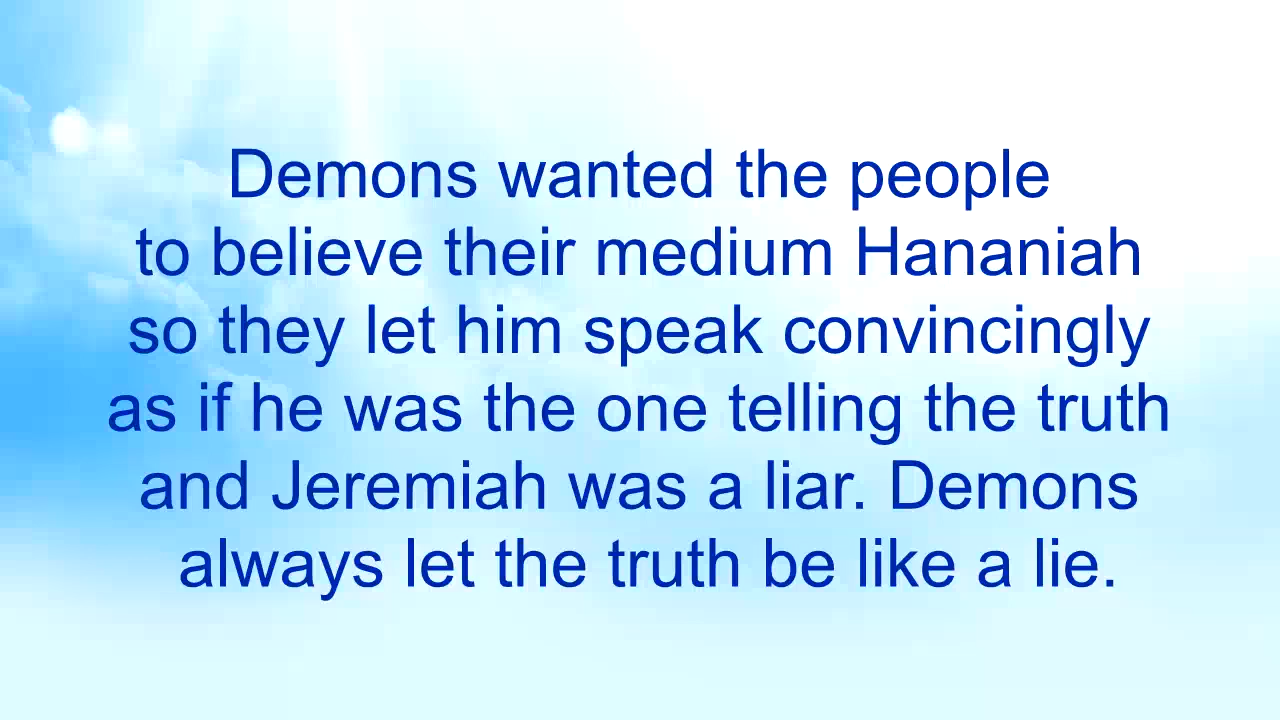 Demons wanted the people
to believe their medium Hananiah
so they let him speak convincingly
as if he was the one telling the truth
and Jeremiah was a liar. Demons
always let the truth be like a lie.